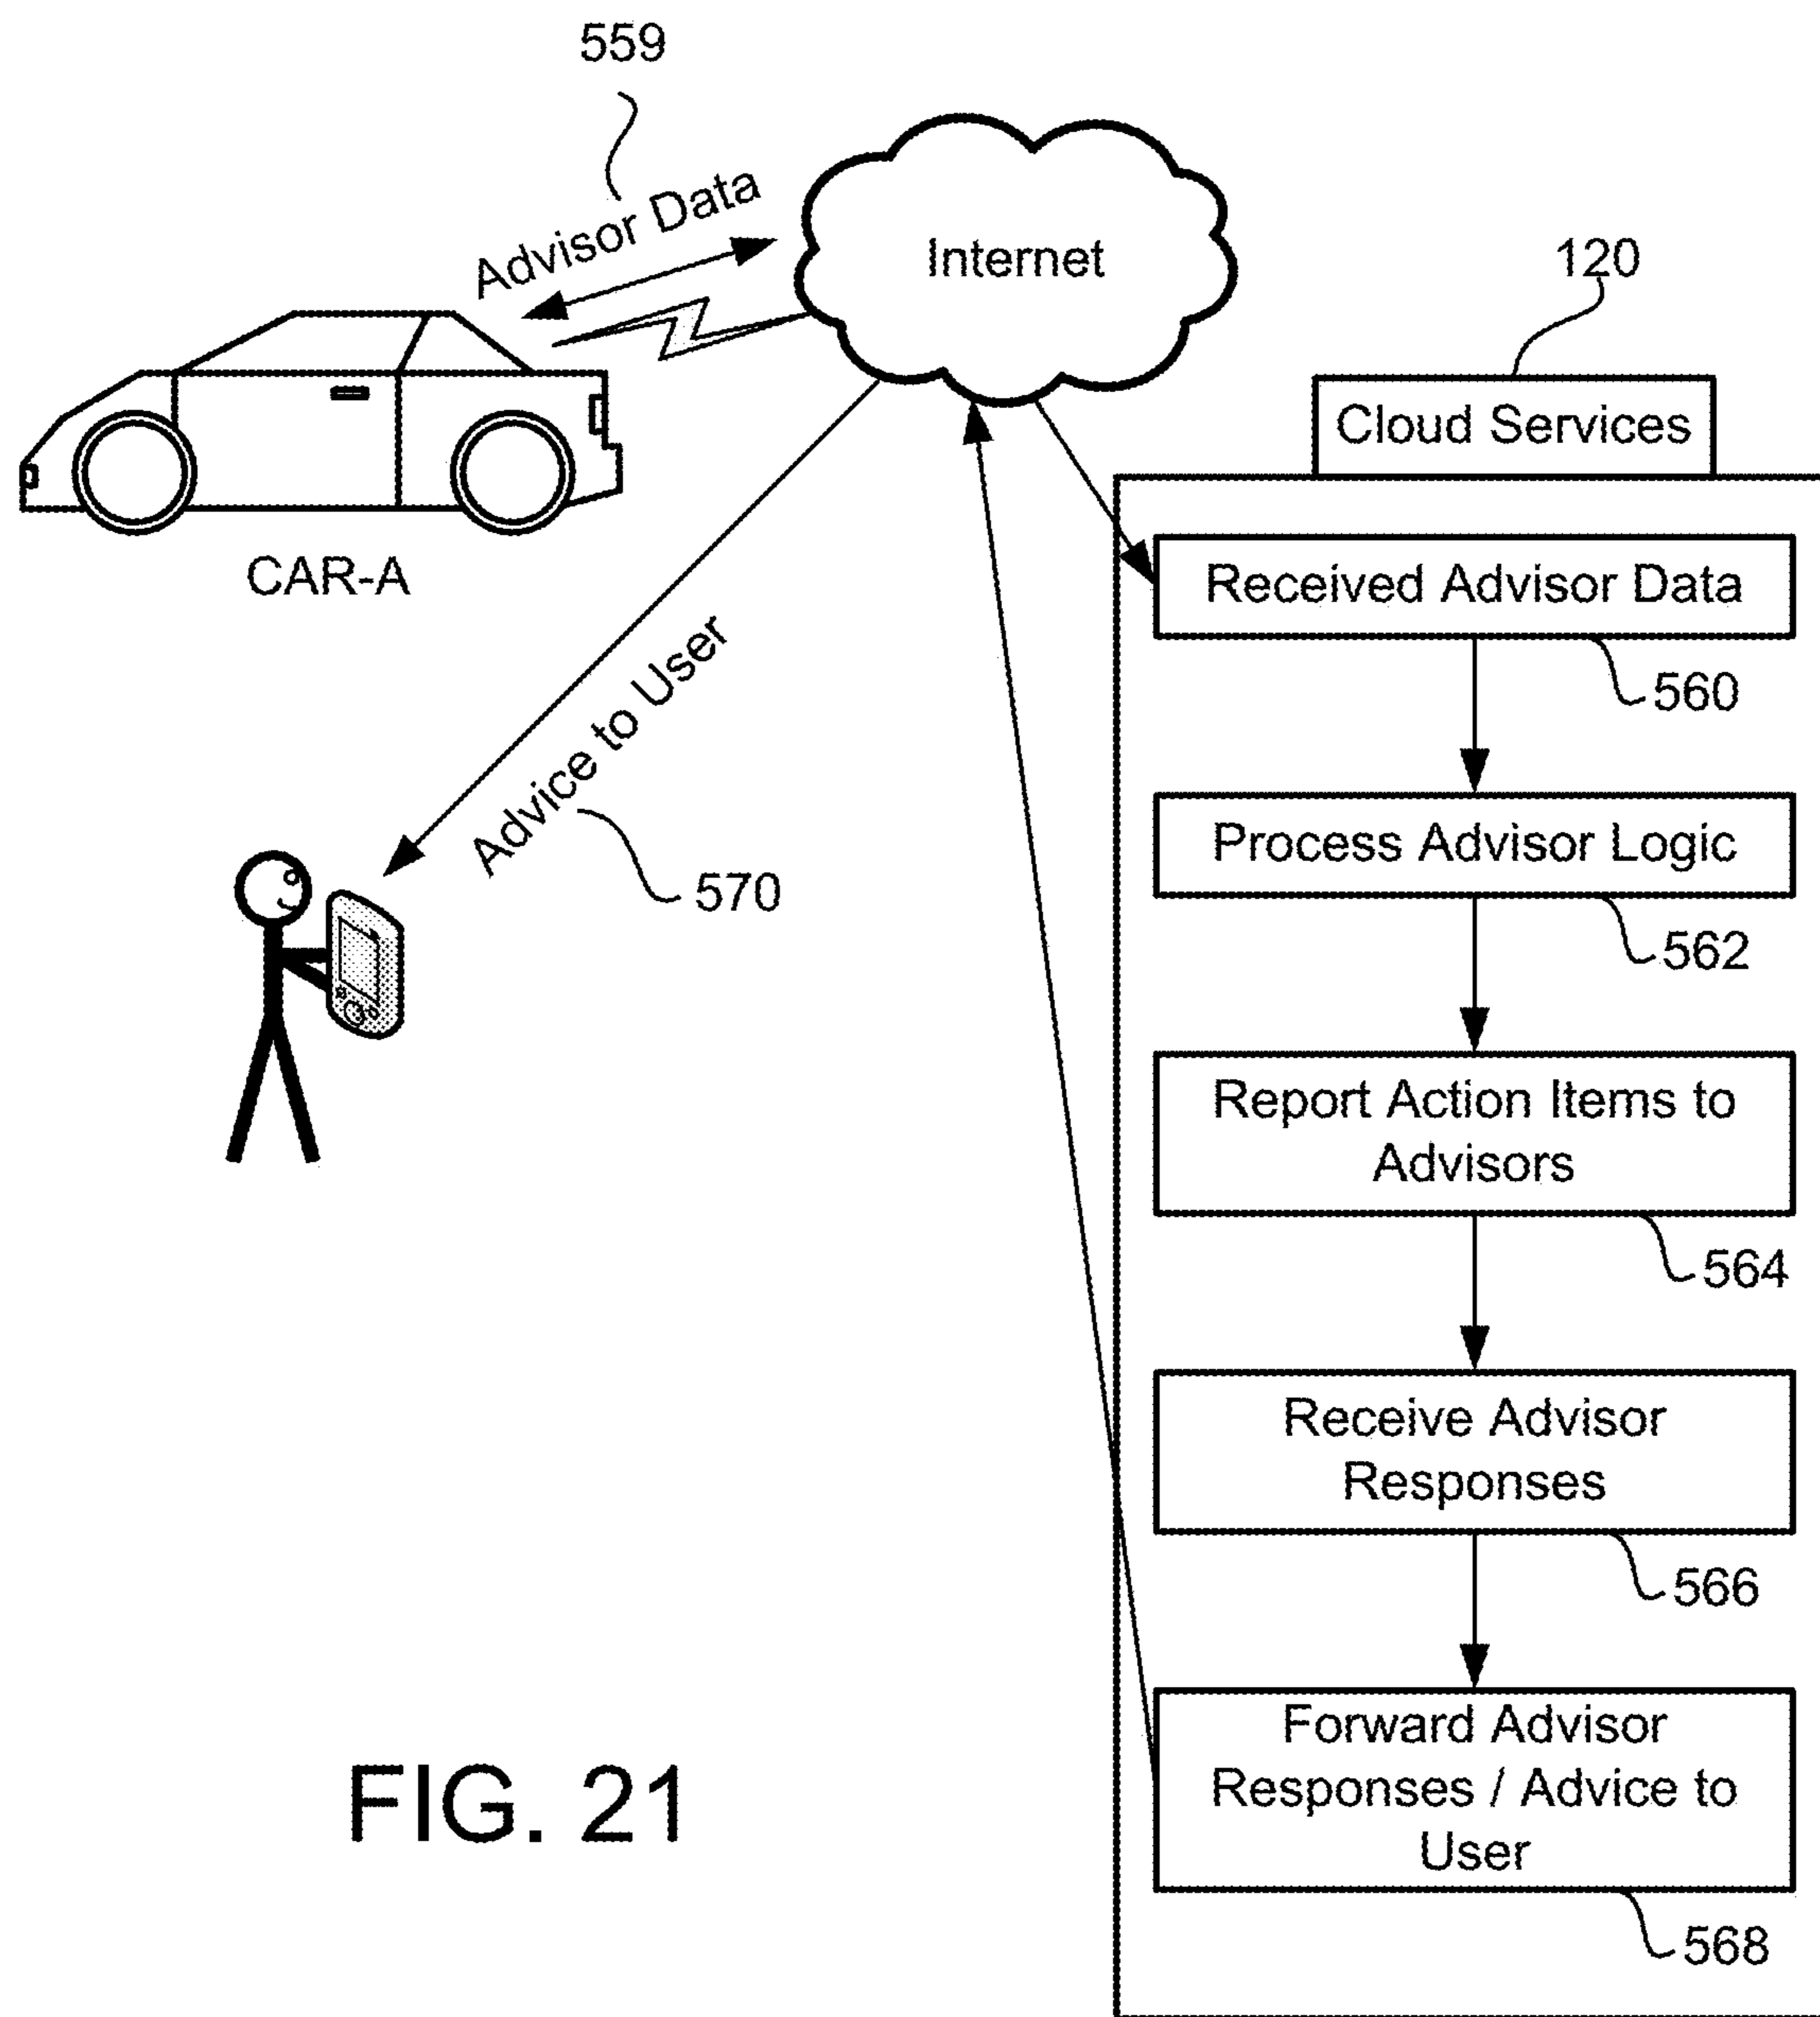 559
Advisor Data
Internet
120
Cloud Services
CAR-A
Received Advisor Data
560
Advice to User
570
Process Advisor Logic
562
Report Action Items to
Advisors
564
Receive Advisor
Responses
566
Forward Advisor
Responses / Advice to
User
568
FIG. 21